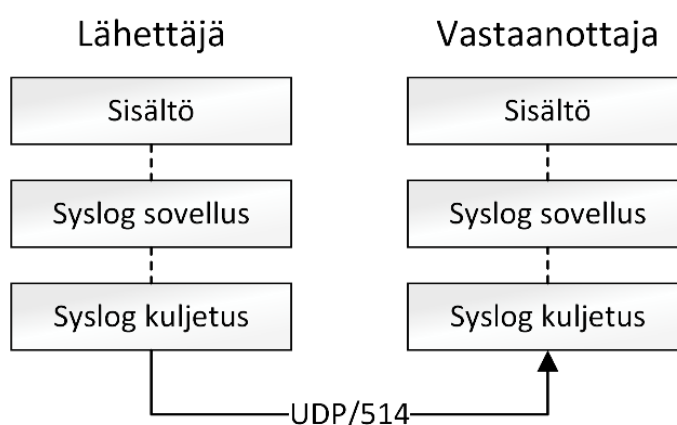 Lähettäjä
Vastaanottaja
Sisältö
Sisältö
Syslog sovellus
Syslog sovellus
Syslog kuljetus
Syslog kuljetus
UDP/514